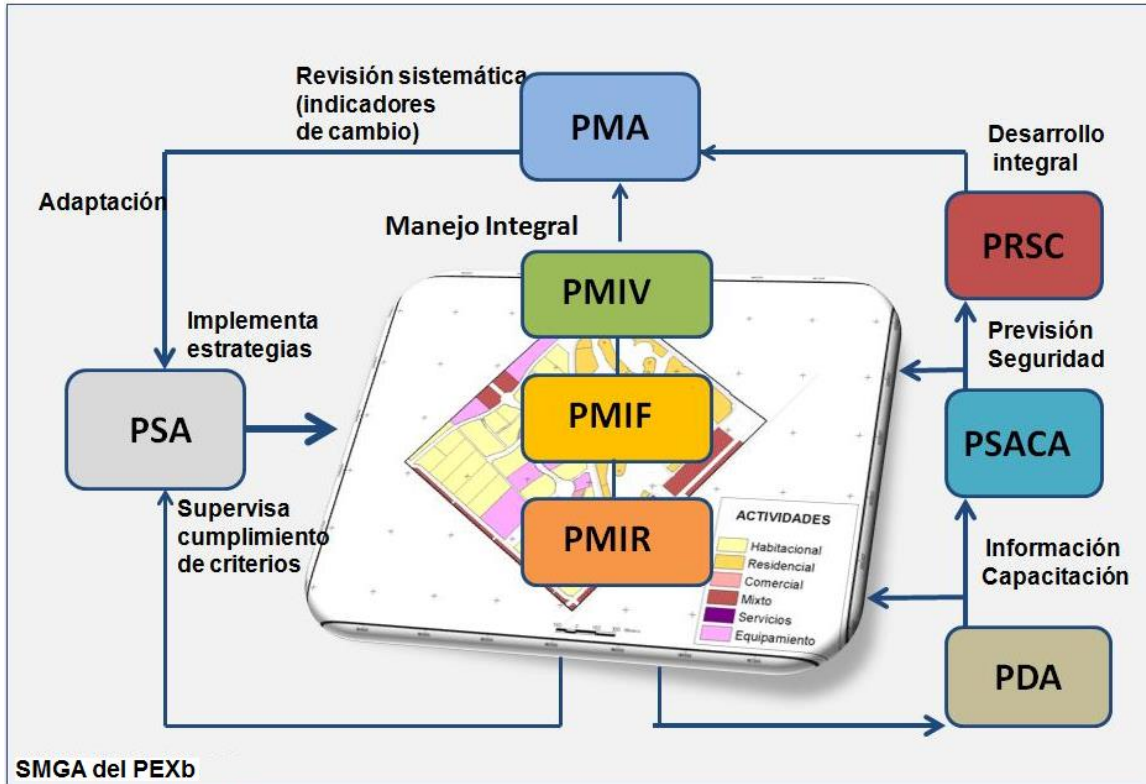 Revisión sistemática
(indicadores
de cambio)
PMA
Desarrollo
integral
Adaptación
Manejo Integral
PRSC
PMIV
Implementa
estrategias
Previsión
Seguridad
PSA
PMIF
PSACA
Supervisa
cumplimiento
de criterios
PMIR
ACTIVIDADES
Habitacional
Residencial
Comercial
Mixto
Servicios
Equipamiento
Información
Capacitación
PDA
SMGA del PEXb